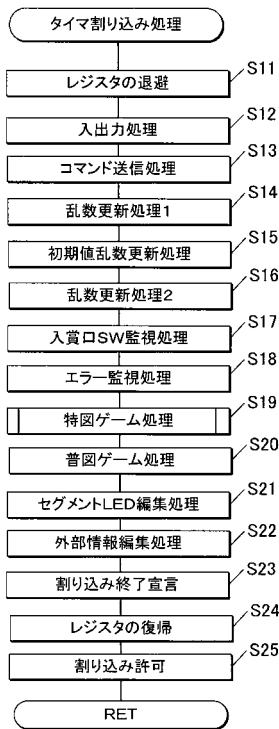 タイマ割り込み処理
S11
レジスタの退避
S12
入出力処理
S13
コマンド送信処理
S14
乱数更新処理1
S15
初期値乱数更新処理
S16
乱数更新処理2
S17
入賞口SW監視処理
S18
エラー監視処理
S19
特図ゲーム処理
S20
普図ゲーム処理
S21
セグメントLED編集処理
S22
外部情報編集処理
S23
割り込み終了宣言
S24
レジスタの復帰
S25
割り込み許可
RET